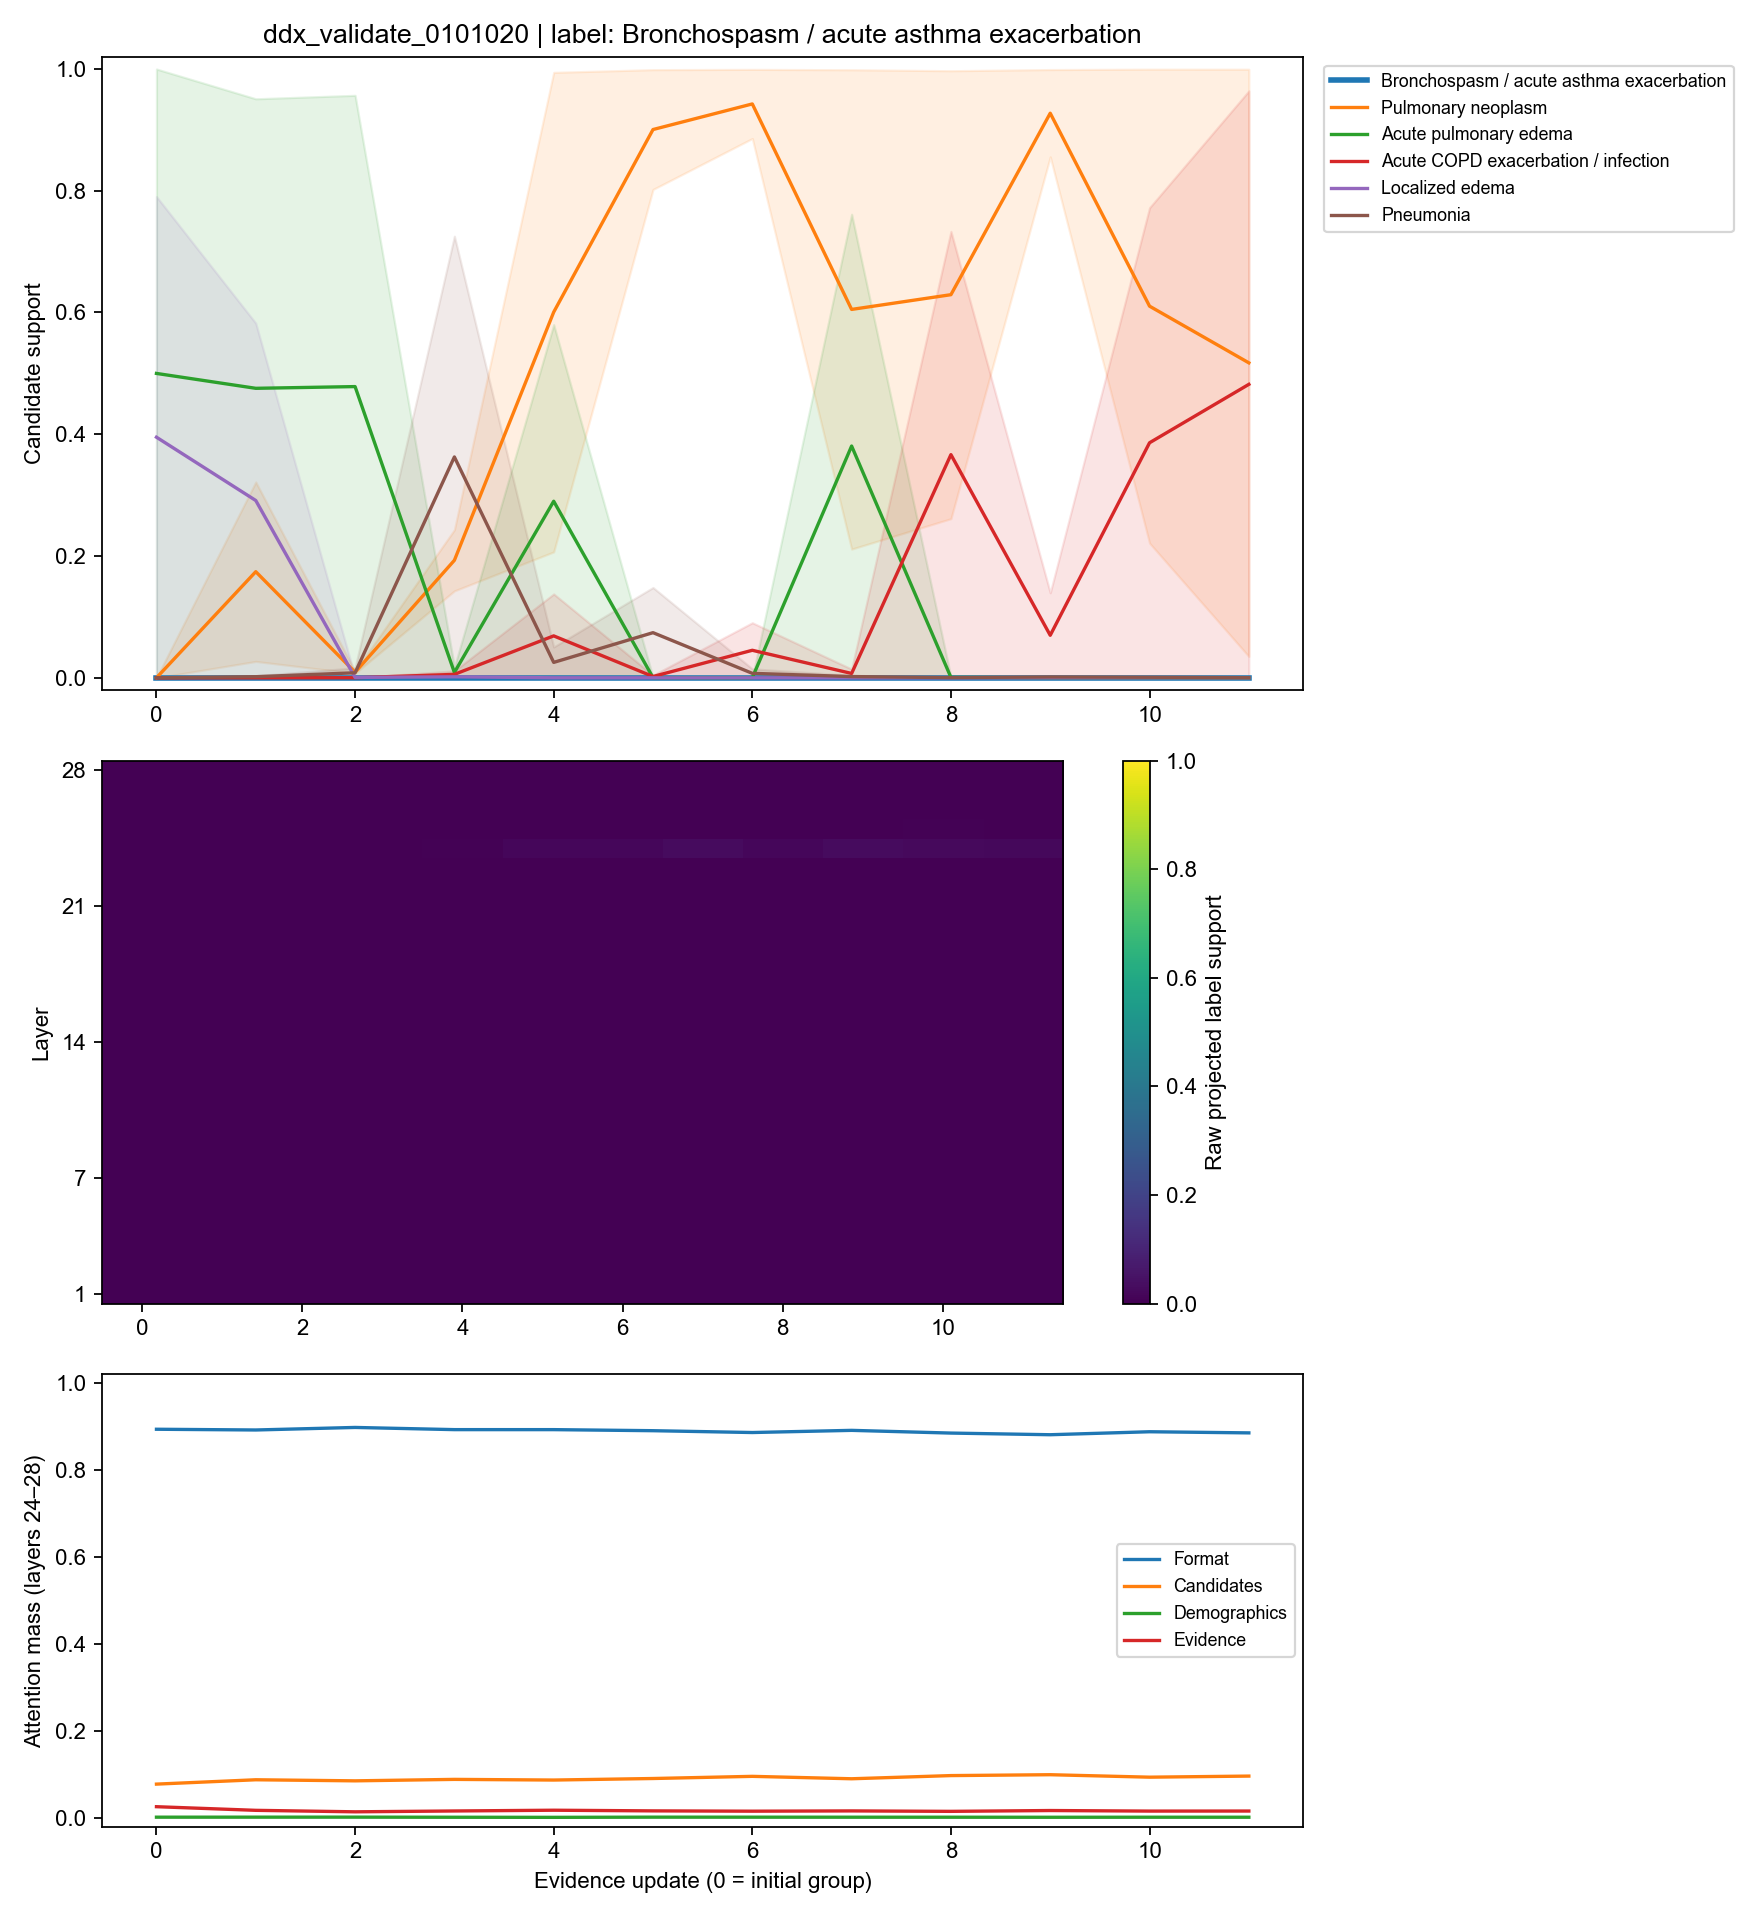 ddx_validate_0101020 | label: Bronchospasm / acute asthma exacerbation
Candidate support
1.0
0.8
0.6
0.4
0.2
0.0
0 2 4 6 8 10
Bronchospasm / acute asthma exacerbation
Pulmonary neoplasm
Acute pulmonary edema
Acute COPD exacerbation / infection
Localized edema
Pneumonia
Layer
28
21
14
7
1
0 2 4 6 8 10
1.0
0.8
0.6
0.4
0.2
0.0
Raw projected label support
Attention mass (layers 24–28)
1.0
0.8
0.6
0.4
0.2
0.0
Format
Candidates
Demographics
Evidence
0 2 4 6 8 10
Evidence update (0 = initial group)